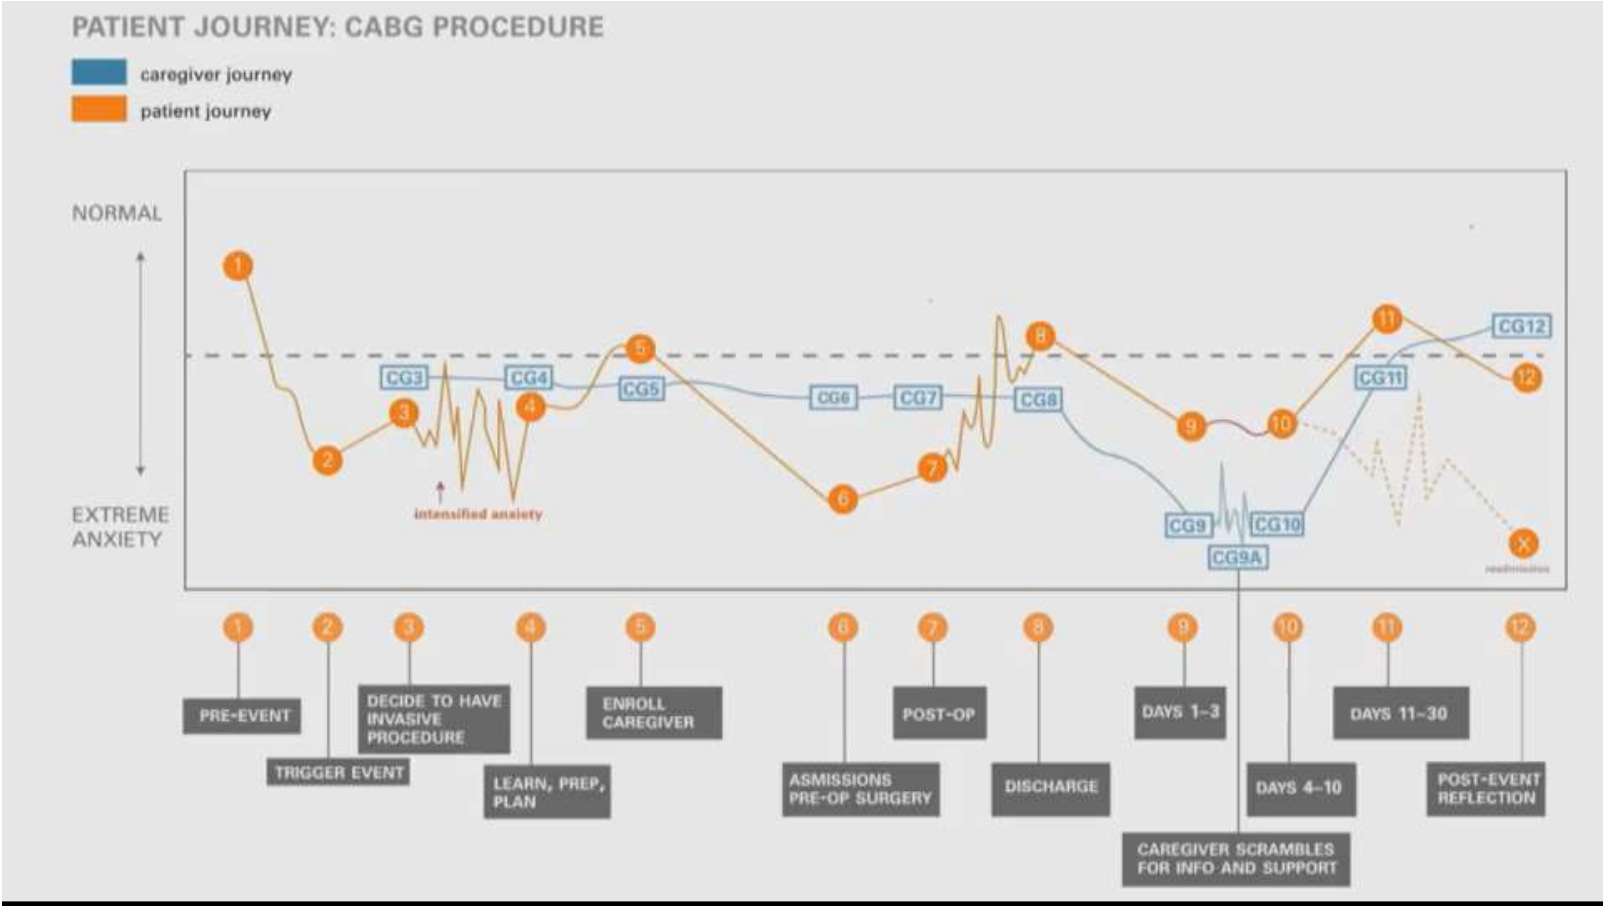 PATIENT JOURNEY: CABG PROCEDURE
caregiver journey
patient journey
NORMAL
EXTREME
ANXIETY
1
2
3
4
5
6
7
8
9
10
11
12
X
CG3
CG4
CG5
CG6
CG7
CG8
CG9
CG9A
CG10
CG11
CG12
intensified anxiety
readmission
1
2
3
4
5
6
7
8
9
10
11
12
PRE-EVENT
TRIGGER EVENT
DECIDE TO HAVE
INVASIVE
PROCEDURE
LEARN, PREP,
PLAN
ENROLL
CAREGIVER
ASMISSIONS
PRE-OP SURGERY
POST-OP
DISCHARGE
DAYS 1–3
CAREGIVER SCRAMBLES
FOR INFO AND SUPPORT
DAYS 4–10
DAYS 11–30
POST-EVENT
REFLECTION